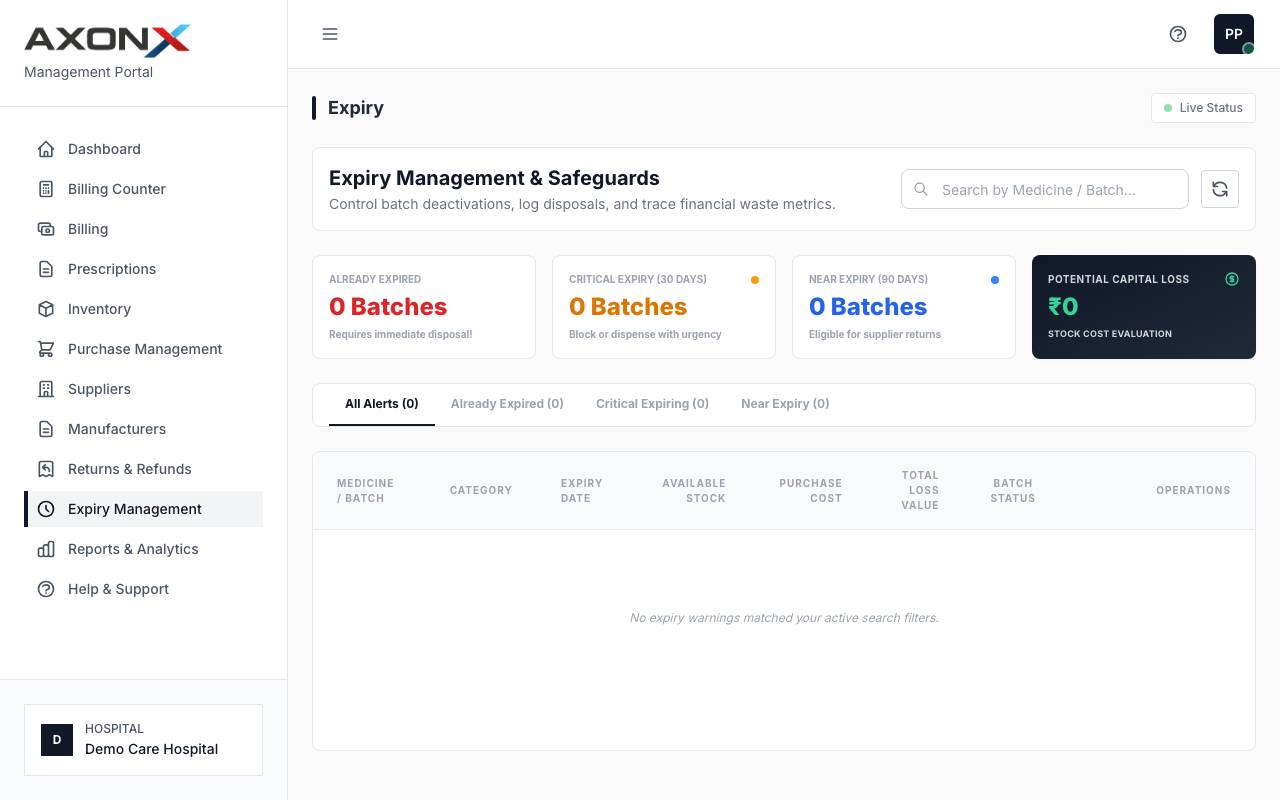 AXONX
Management Portal
Dashboard
Billing Counter
Billing
Prescriptions
Inventory
Purchase Management
Suppliers
Manufacturers
Returns & Refunds
Expiry Management
Reports & Analytics
Help & Support
D
HOSPITAL
Demo Care Hospital
PP
Expiry
Live Status
Expiry Management & Safeguards
Control batch deactivations, log disposals, and trace financial waste metrics.
Search by Medicine / Batch...
ALREADY EXPIRED
0 Batches
Requires immediate disposal!
CRITICAL EXPIRY (30 DAYS)
0 Batches
Block or dispense with urgency
NEAR EXPIRY (90 DAYS)
0 Batches
Eligible for supplier returns
POTENTIAL CAPITAL LOSS
₹0
STOCK COST EVALUATION
All Alerts (0)
Already Expired (0)
Critical Expiring (0)
Near Expiry (0)
MEDICINE
/ BATCH
CATEGORY
EXPIRY
DATE
AVAILABLE
STOCK
PURCHASE
COST
TOTAL
LOSS
VALUE
BATCH
STATUS
OPERATIONS
No expiry warnings matched your active search filters.